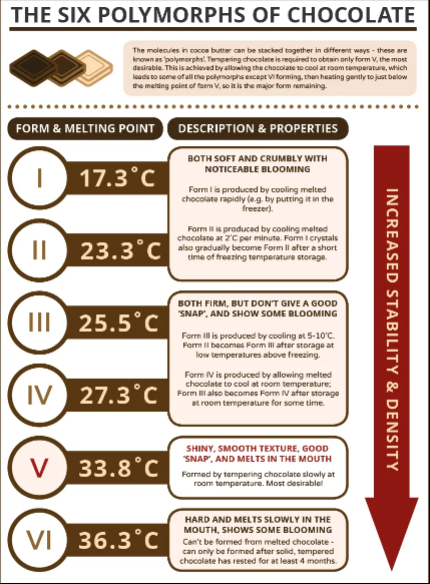 THE SIX POLYMORPHS OF CHOCOLATE
The molecules in cocoa butter can be stacked together in different ways - these are
known as 'polymorphs'. Tempering chocolate is required to obtain only form V, the most
desirable. This is achieved by allowing the chocolate to cool at room temperature, which
leads to some of all the polymorphs except VI forming, then heating gently to just below
the melting point of form V, so it is the major form remaining.
FORM & MELTING POINT
DESCRIPTION & PROPERTIES
I
17.3°C
BOTH SOFT AND CRUMBLY WITH
NOTICEABLE BLOOMING
Form I is produced by cooling melted
chocolate rapidly (e.g. by putting it in the
freezer).
II
23.3°C
Form II is produced by cooling melted
chocolate at 2°C per minute. Form I crystals
also gradually become Form II after a short
time of freezing temperature storage.
III
25.5°C
BOTH FIRM, BUT DON'T GIVE A GOOD
'SNAP', AND SHOW SOME BLOOMING
Form III is produced by cooling at 5-10°C.
Form II becomes Form III after storage at
low temperatures above freezing.
IV
27.3°C
Form IV is produced by allowing melted
chocolate to cool at room temperature;
Form III also becomes Form IV after storage
at room temperature for some time.
V
33.8°C
SHINY, SMOOTH TEXTURE, GOOD
'SNAP', AND MELTS IN THE MOUTH
Formed by tempering chocolate slowly at
room temperature. Most desirable!
VI
36.3°C
HARD AND MELTS SLOWLY IN THE
MOUTH, SHOWS SOME BLOOMING
Can't be formed from melted chocolate -
can only be formed after solid, tempered
chocolate has rested for at least 4 months.
INCREASED STABILITY & DENSITY